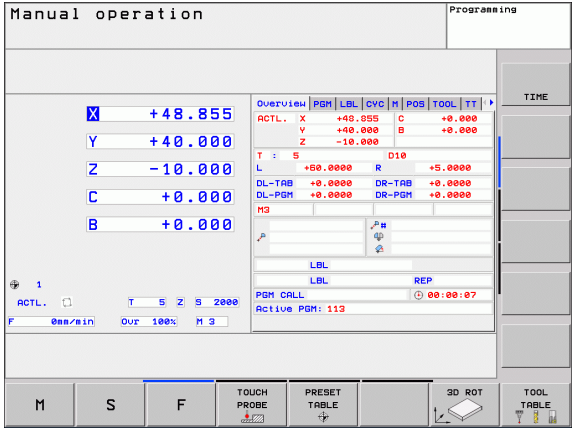 Manual operation
Programming
TIME
X +48.855
Y +40.000
Z -10.000
C +0.000
B +0.000
1
ACTL. T 5 Z S 2000
F 0mm/min Ovr 100% M 3
Overview PGM LBL CYC M POS TOOL TT
ACTL. X +48.855 C +0.000
Y +40.000 B +0.000
Z -10.000
T : 5 D10
L +60.0000 R +5.0000
DL-TAB +0.0000 DR-TAB +0.0000
DL-PGM +0.0000 DR-PGM +0.0000
M3
#
LBL
LBL REP
PGM CALL 00:00:07
Active PGM: 113
M
S
F
TOUCH PROBE
PRESET TABLE
3D ROT
TOOL TABLE